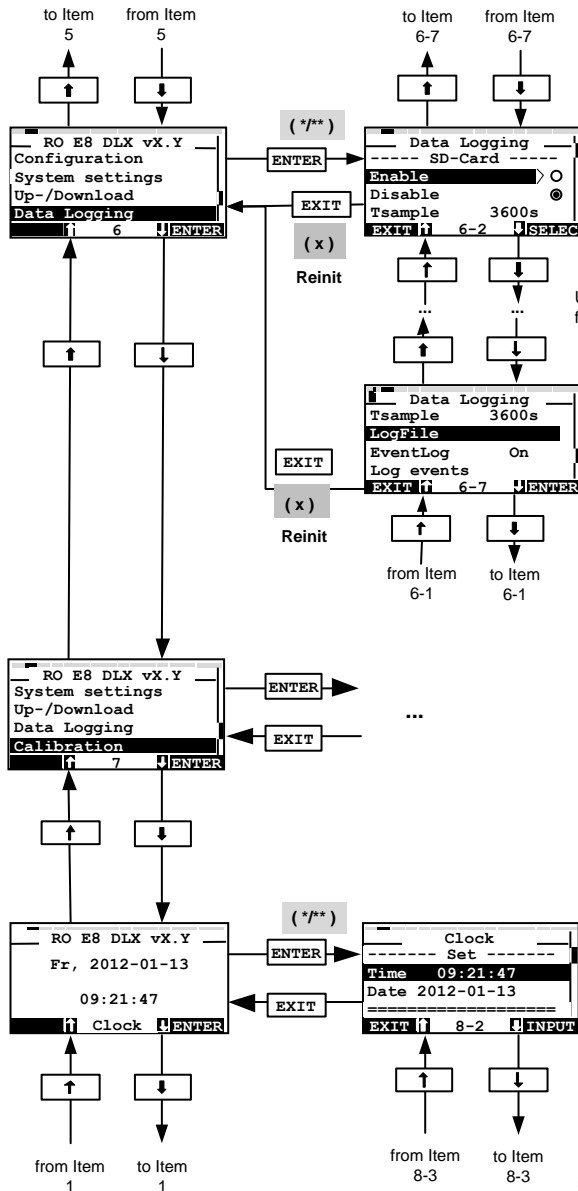 to Item
5
from Item
5
to Item
6-7
from Item
6-7
↑
↓
↑
↓
RO E8 DLX vX.Y
Configuration
System settings
Up-/Download
Data Logging
↑ 6 ↓ ENTER
( */** )
ENTER
EXIT
( x )
Reinit
Data Logging
----- SD-Card -----
Enable
Disable
Tsample 3600s
EXIT ↑ 6-2 ↓ SELEC
↑
↓
...
...
↑
↓
↑
↓
Data Logging
Tsample 3600s
LogFile
EventLog On
Log events
EXIT ↑ 6-7 ↓ ENTER
EXIT
( x )
Reinit
↑
↓
from Item
6-1
to Item
6-1
RO E8 DLX vX.Y
System settings
Up-/Download
Data Logging
Calibration
↑ 7 ↓ ENTER
ENTER
EXIT
...
↑
↓
RO E8 DLX vX.Y
Fr, 2012-01-13
09:21:47
↑ Clock ↓ ENTER
( */** )
ENTER
EXIT
Clock
------- Set -------
Time 09:21:47
Date 2012-01-13
===================
EXIT ↑ 8-2 ↓ INPUT
↑
↓
↑
↓
from Item
1
to Item
1
from Item
8-3
to Item
8-3